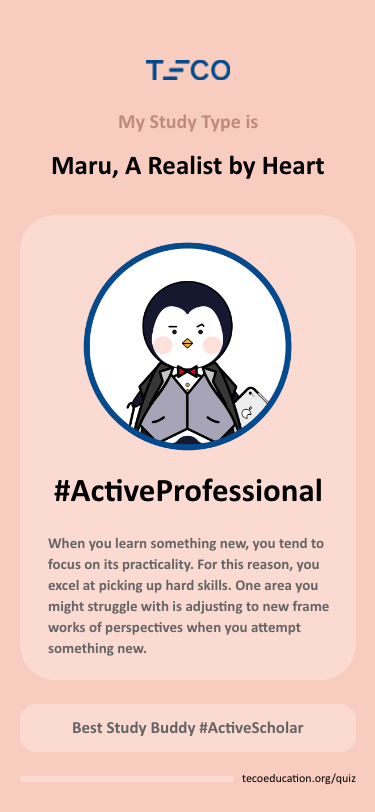 TECO
My Study Type is
Maru, A Realist by Heart
#ActiveProfessional
When you learn something new, you tend to
focus on its practicality. For this reason, you
excel at picking up hard skills. One area you
might struggle with is adjusting to new frame
works of perspectives when you attempt
something new.
Best Study Buddy #ActiveScholar
tecoeducation.org/quiz